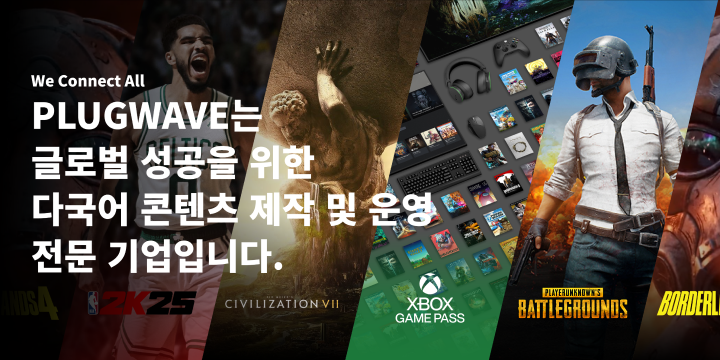 We Connect All
PLUGWAVE는
글로벌 성공을 위한
다국어 콘텐츠 제작 및 운영
전문 기업입니다.
NBA 2K25
CIVILIZATION VII
XBOX
GAME PASS
PLAYERUNKNOWN'S
BATTLEGROUNDS